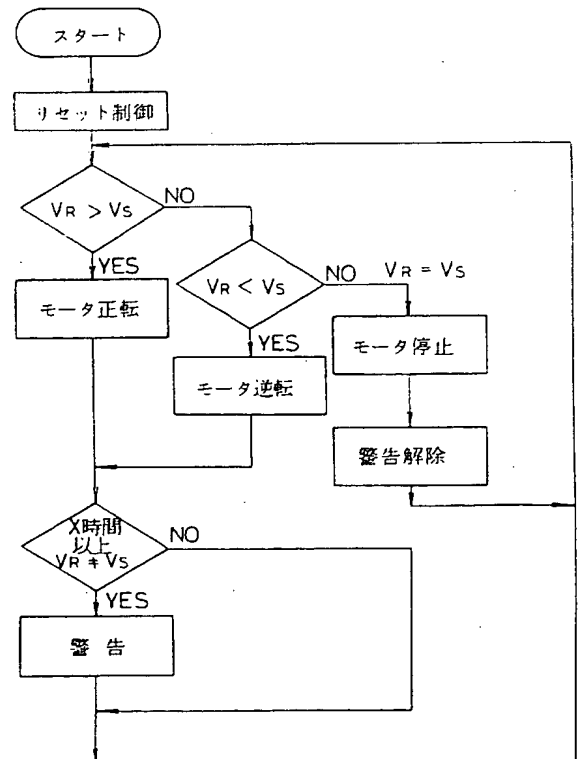 スタート
リセット制御
VR > VS
NO
YES
VR < VS
NO
VR = VS
モータ正転
YES
モータ停止
モータ逆転
警告解除
X時間
以上
VR ≠ VS
NO
YES
警告